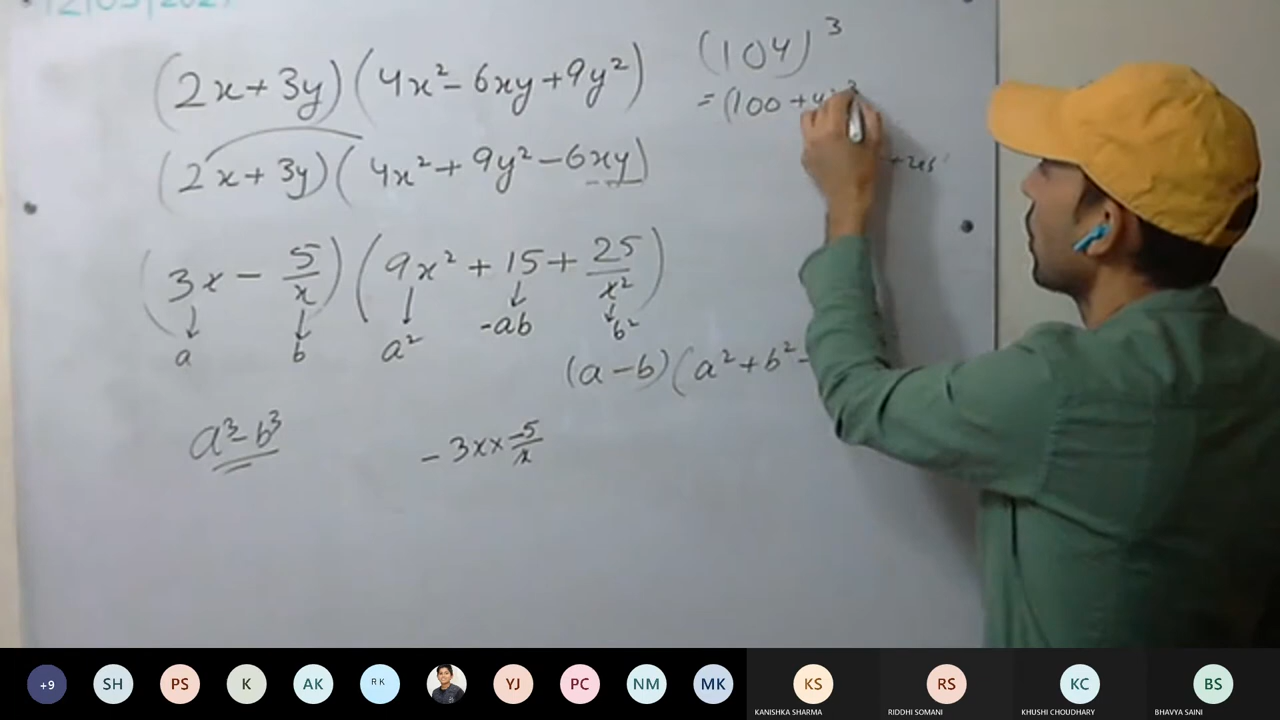 (2x+3y)(4x²-6xy+9y²)
(2x+3y)(4x²+9y²-6xy)
(3x-5/x)(9x²+15+25/x²)
a b a² -ab b²
(a-b)(a²+b²-
a³-b³
-3x×-5/x
(104)³
=(100+4)³
+9
SH
PS
K
AK
RK
YJ
PC
NM
MK
KS
KANISHKA SHARMA
RS
RIDDHI SOMANI
KC
KHUSHI CHOUDHARY
BS
BHAVYA SAINI